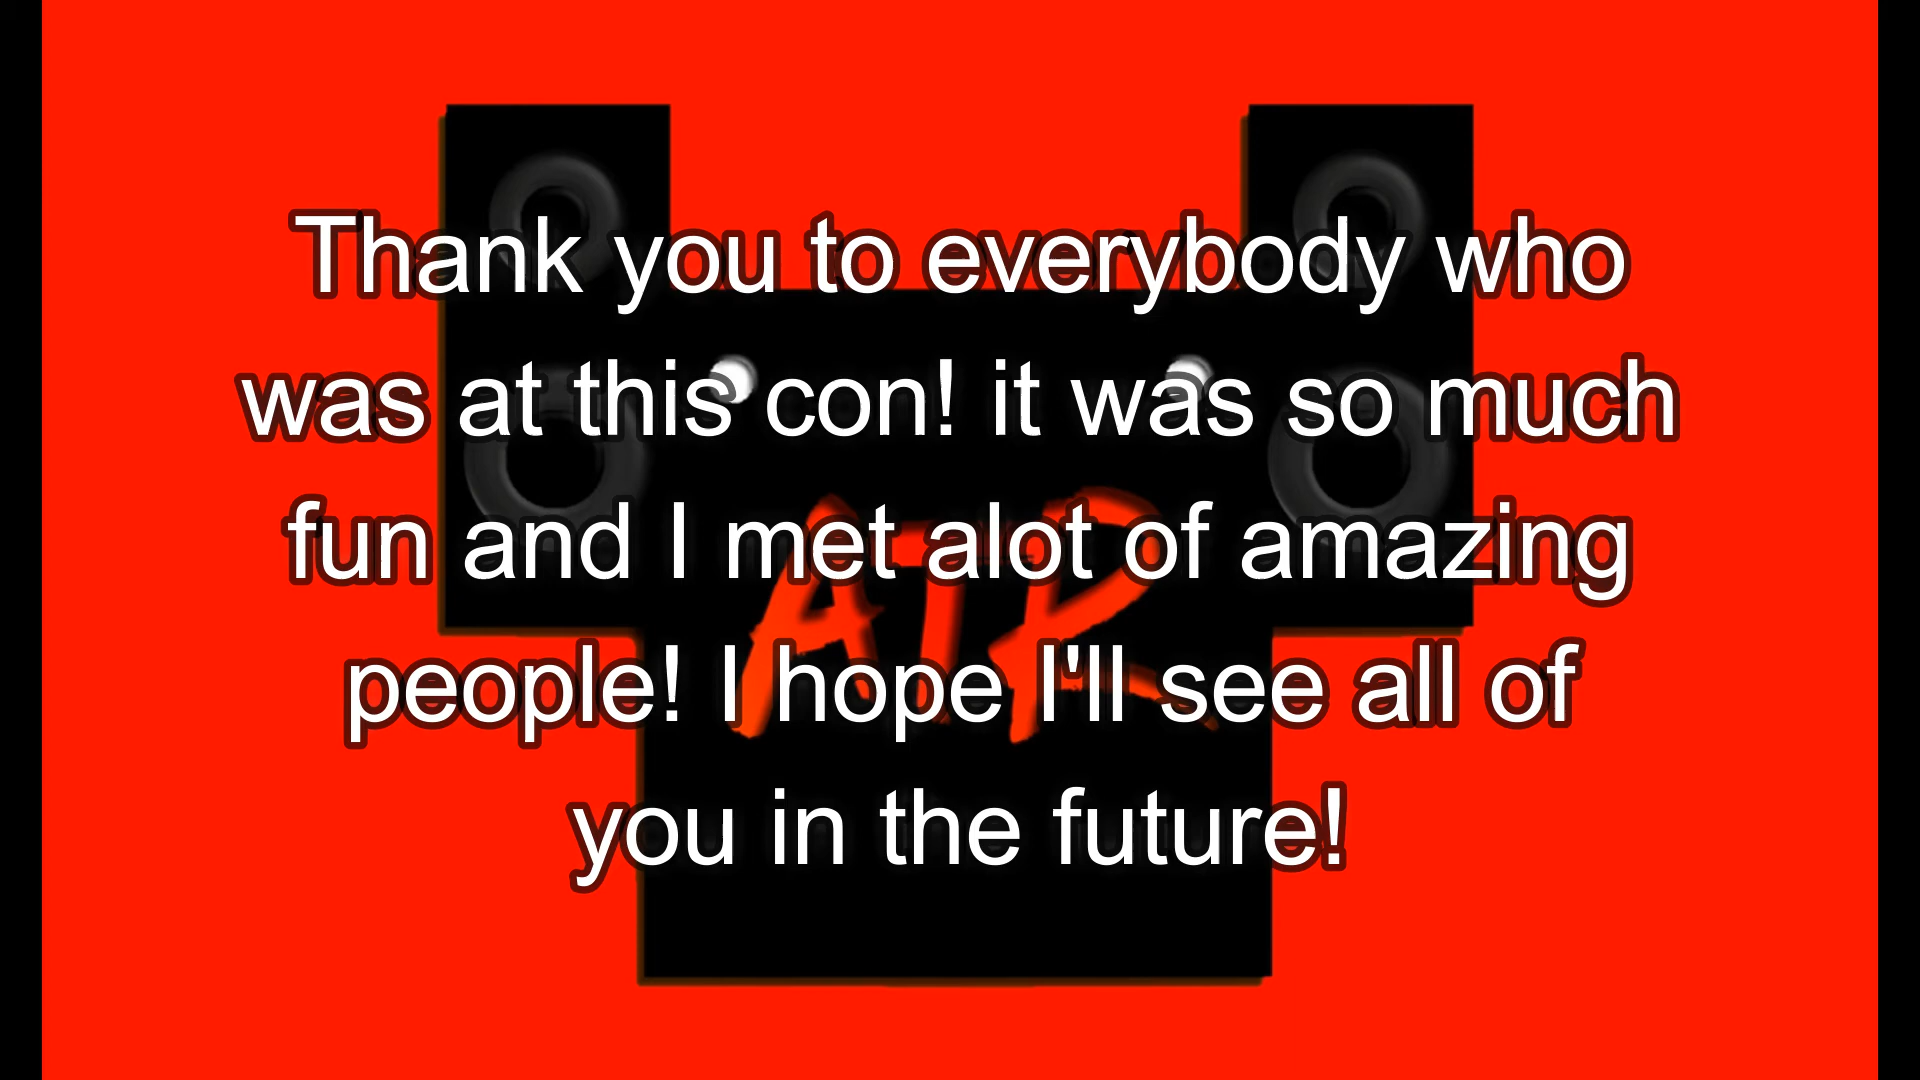 Thank you to everybody who
was at this con! it was so much
fun and I met alot of amazing
people! I hope I'll see all of
you in the future!
ATR